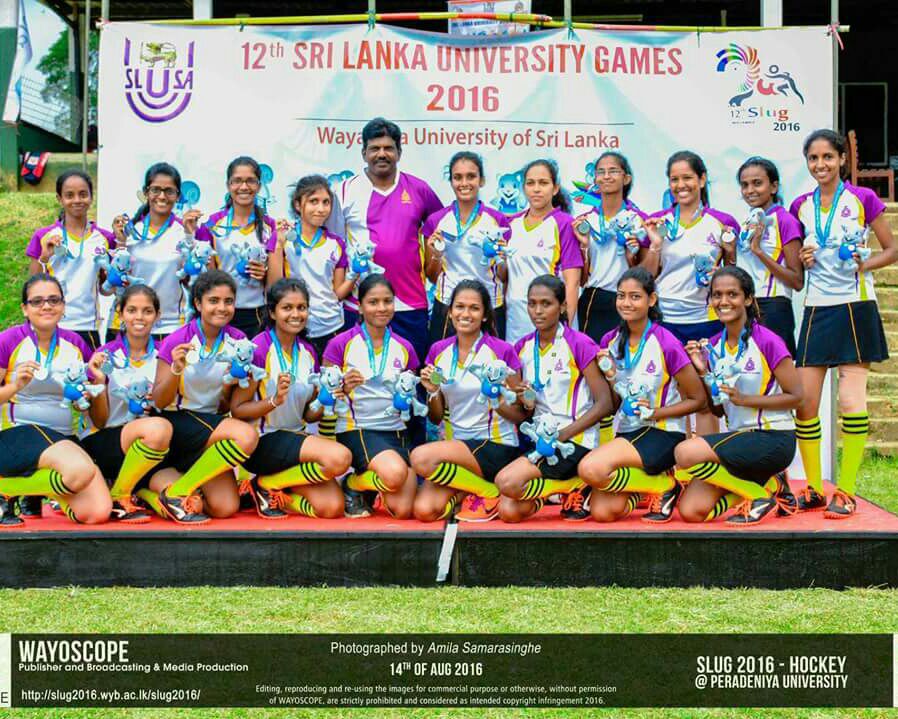 SLUSA
12th SRI LANKA UNIVERSITY GAMES
2016
Waya University of Sri Lanka
12th Slug
2016
WAYOSCOPE
Publisher and Broadcasting & Media Production
http://slug2016.wyb.ac.lk/slug2016/
Photographed by Amila Samarasinghe
14TH OF AUG 2016
Editing, reproducing and re-using the images for commercial purpose or otherwise, without permission
of WAYOSCOPE, are strictly prohibited and considered as intended copyright infringement 2016.
SLUG 2016 - HOCKEY
@ PERADENIYA UNIVERSITY
E